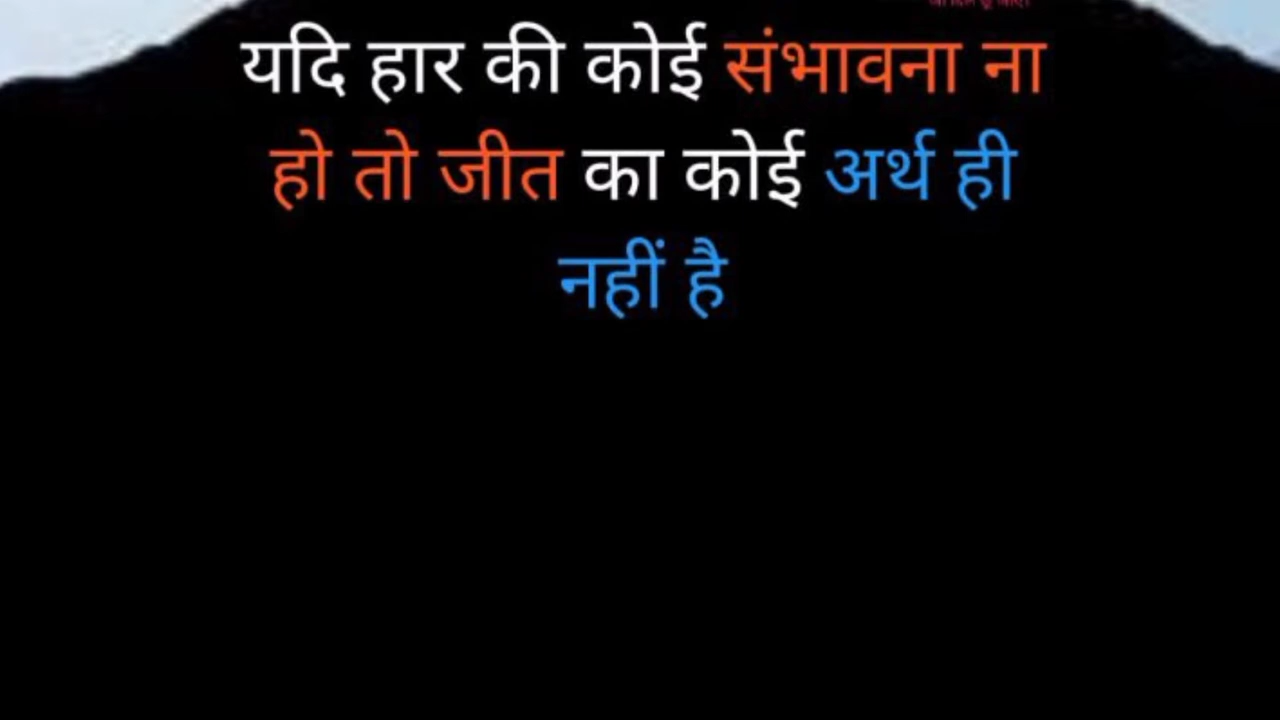 यदि हार की कोई संभावना ना
हो तो जीत का कोई अर्थ ही
नहीं है